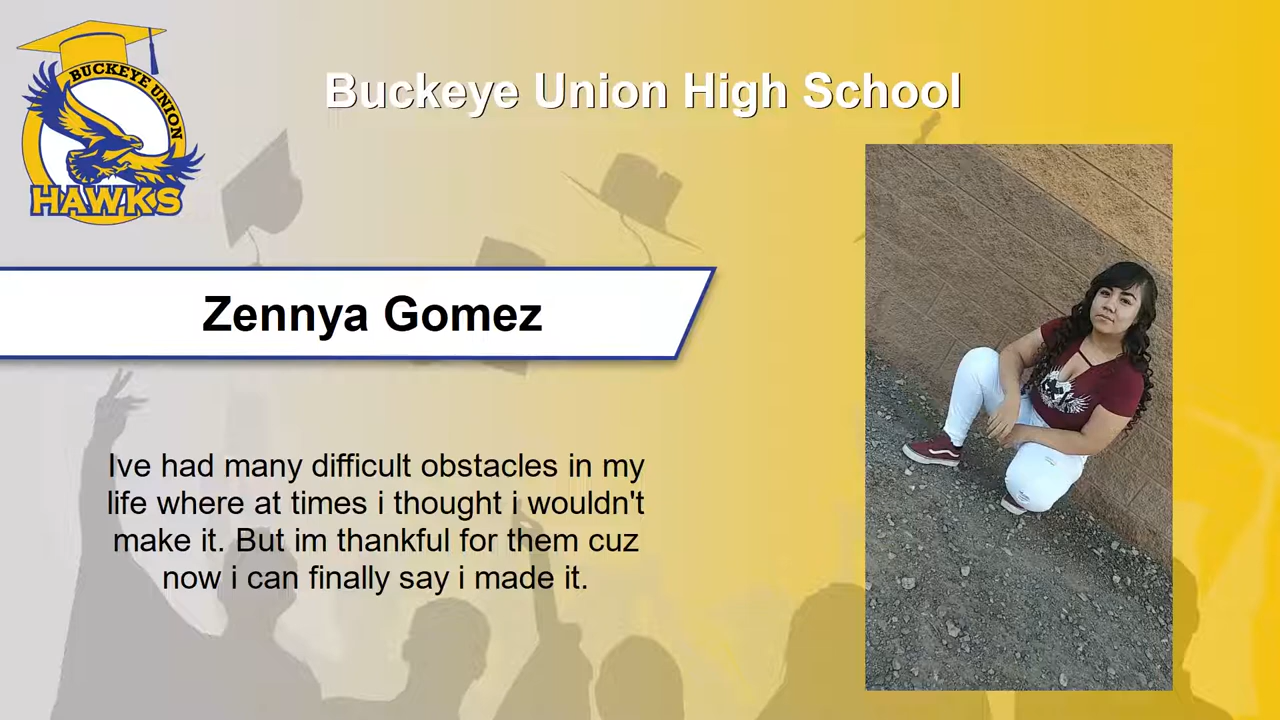 BUCKEYE UNION
HAWKS
Buckeye Union High School
Zennya Gomez
Ive had many difficult obstacles in my
life where at times i thought i wouldn't
make it. But im thankful for them cuz
now i can finally say i made it.